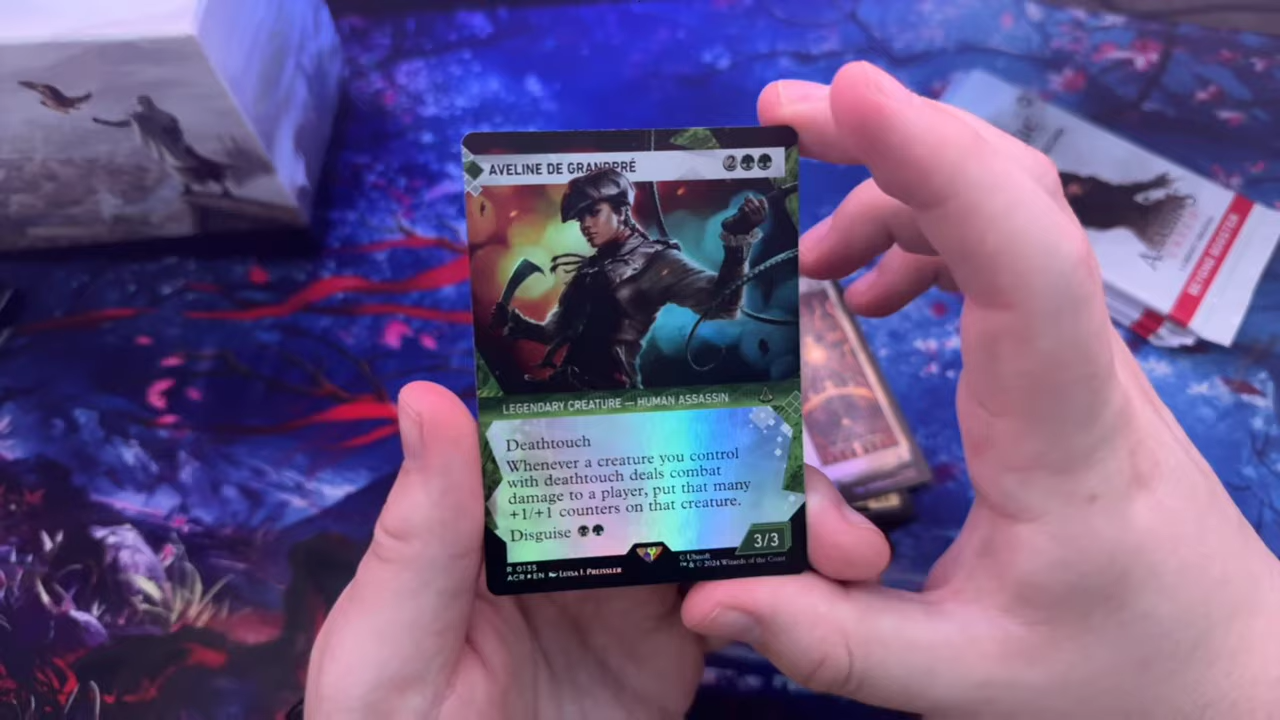 AVELINE DE GRANDPRÉ 2
LEGENDARY CREATURE — HUMAN ASSASSIN
Deathtouch
Whenever a creature you control
with deathtouch deals combat
damage to a player, put that many
+1/+1 counters on that creature.
Disguise
3/3
R 0135
ACR ★ EN LUISA J. PREISSLER
© Ubisoft
™ & © 2024 Wizards of the Coast
BEYOND BOOSTER